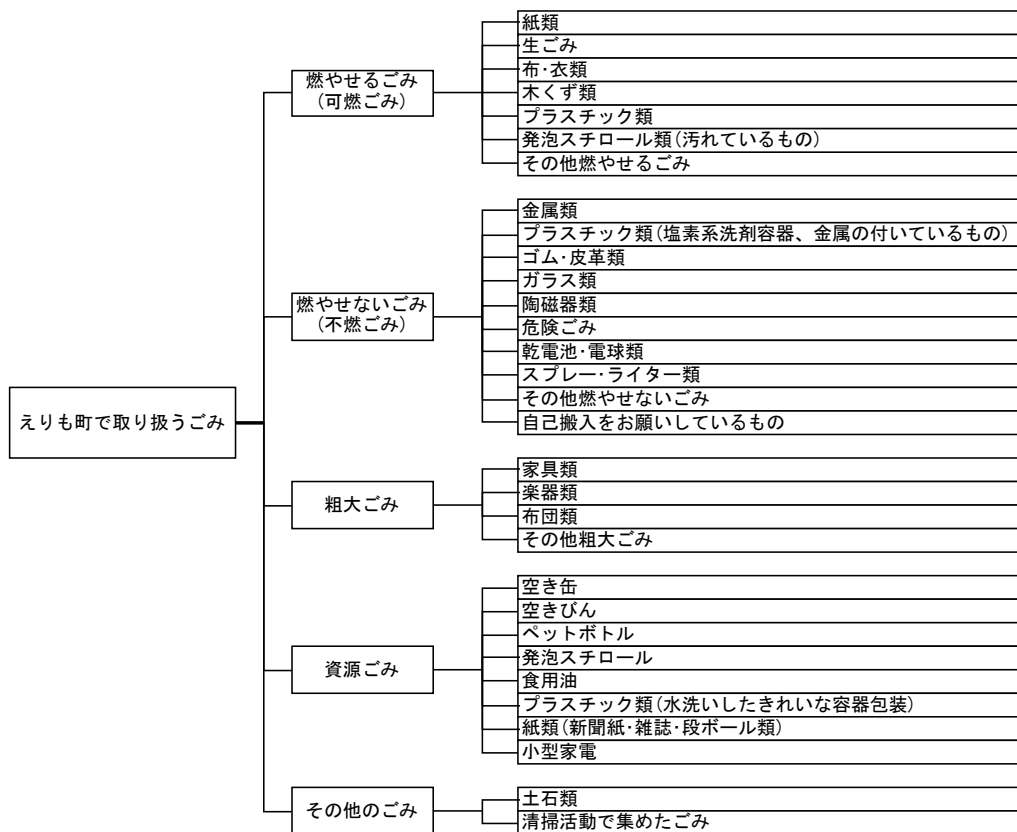 えりも町で取り扱うごみ
燃やせるごみ
(可燃ごみ)
紙類
生ごみ
布・衣類
木くず類
プラスチック類
発泡スチロール類(汚れているもの)
その他燃やせるごみ
燃やせないごみ
(不燃ごみ)
金属類
プラスチック類(塩素系洗剤容器、金属の付いているもの)
ゴム・皮革類
ガラス類
陶磁器類
危険ごみ
乾電池・電球類
スプレー・ライター類
その他燃やせないごみ
自己搬入をお願いしているもの
粗大ごみ
家具類
楽器類
布団類
その他粗大ごみ
資源ごみ
空き缶
空きびん
ペットボトル
発泡スチロール
食用油
プラスチック類(水洗いしたきれいな容器包装)
紙類(新聞紙・雑誌・段ボール類)
小型家電
その他のごみ
土石類
清掃活動で集めたごみ